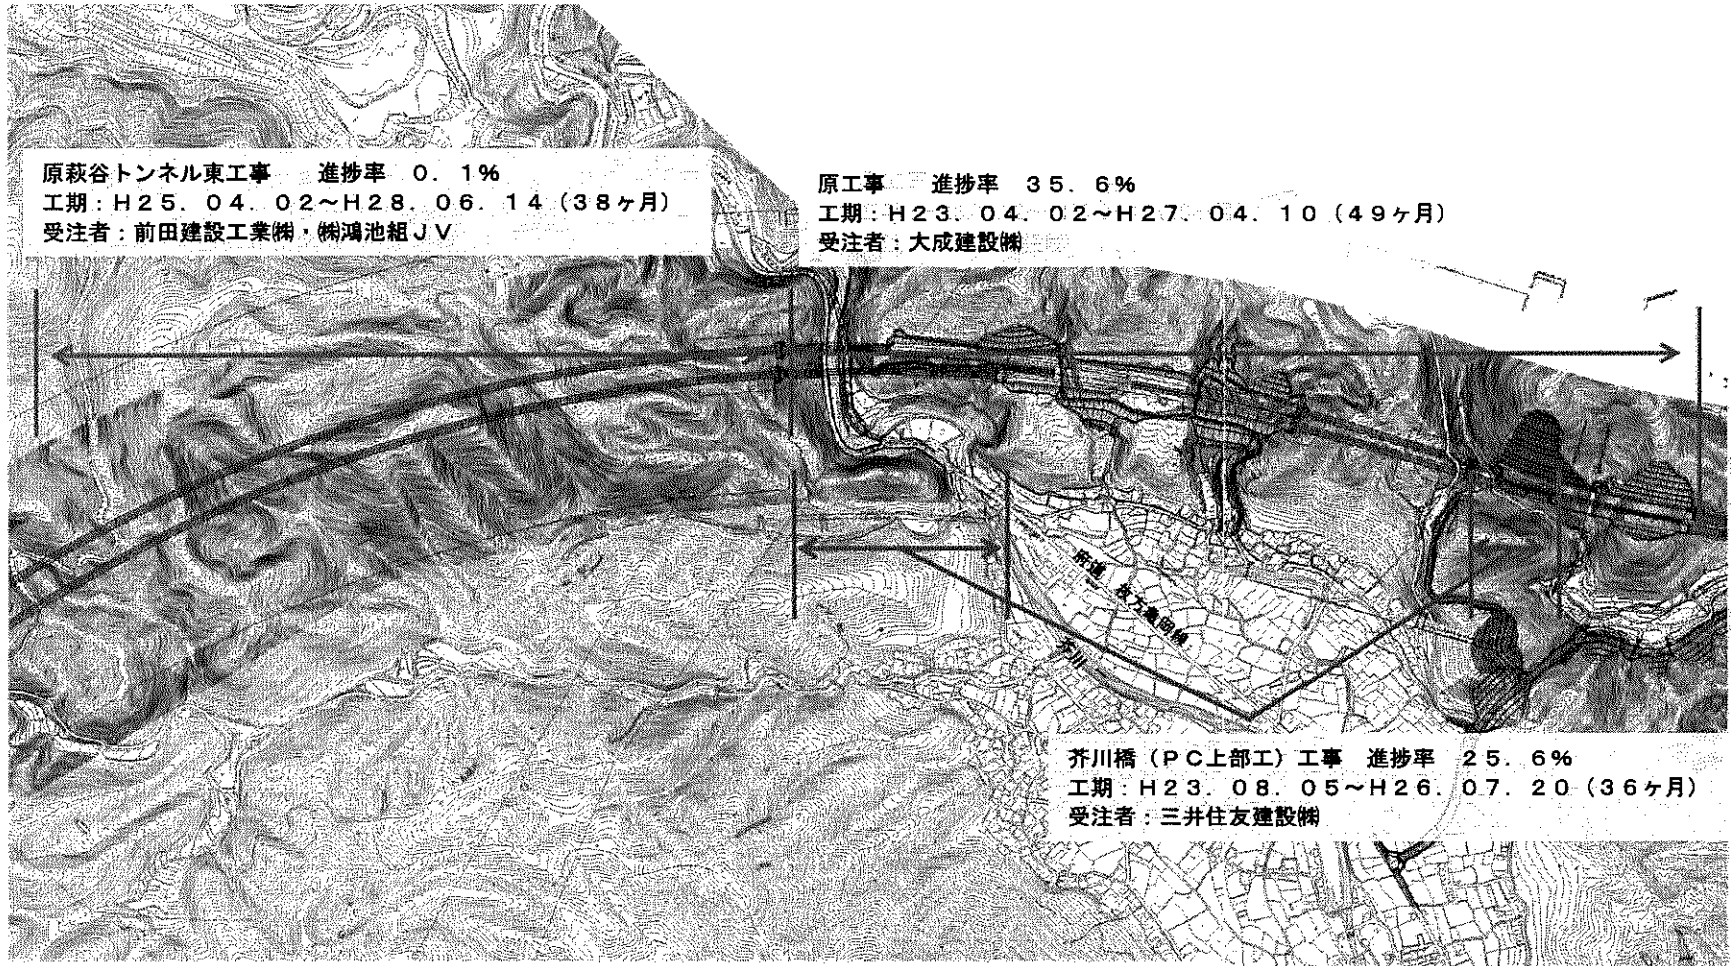 原萩谷トンネル東工事　進捗率　０．１％
工期：Ｈ２５．０４．０２～Ｈ２８．０６．１４（３８ヶ月）
受注者：前田建設工業㈱・㈱鴻池組ＪＶ
原工事　進捗率　３５．６％
工期：Ｈ２３．０４．０２～Ｈ２７．０４．１０（４９ヶ月）
受注者：大成建設㈱
府道　枚方亀岡線
芥川
芥川橋（ＰＣ上部工）工事　進捗率　２５．６％
工期：Ｈ２３．０８．０５～Ｈ２６．０７．２０（３６ヶ月）
受注者：三井住友建設㈱